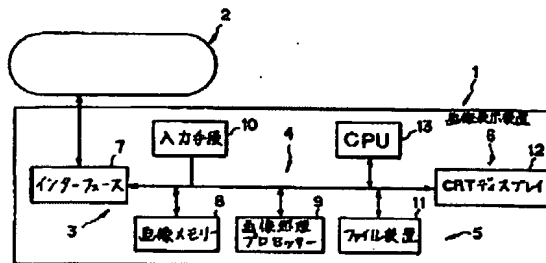 2
1
画像表示装置
10
入力手段
4
13
CPU
6
12
CRTディスプレイ
7
インターフェース
3
8
画像メモリー
9
画像処理
プロセッサー
11
ファイル装置
5